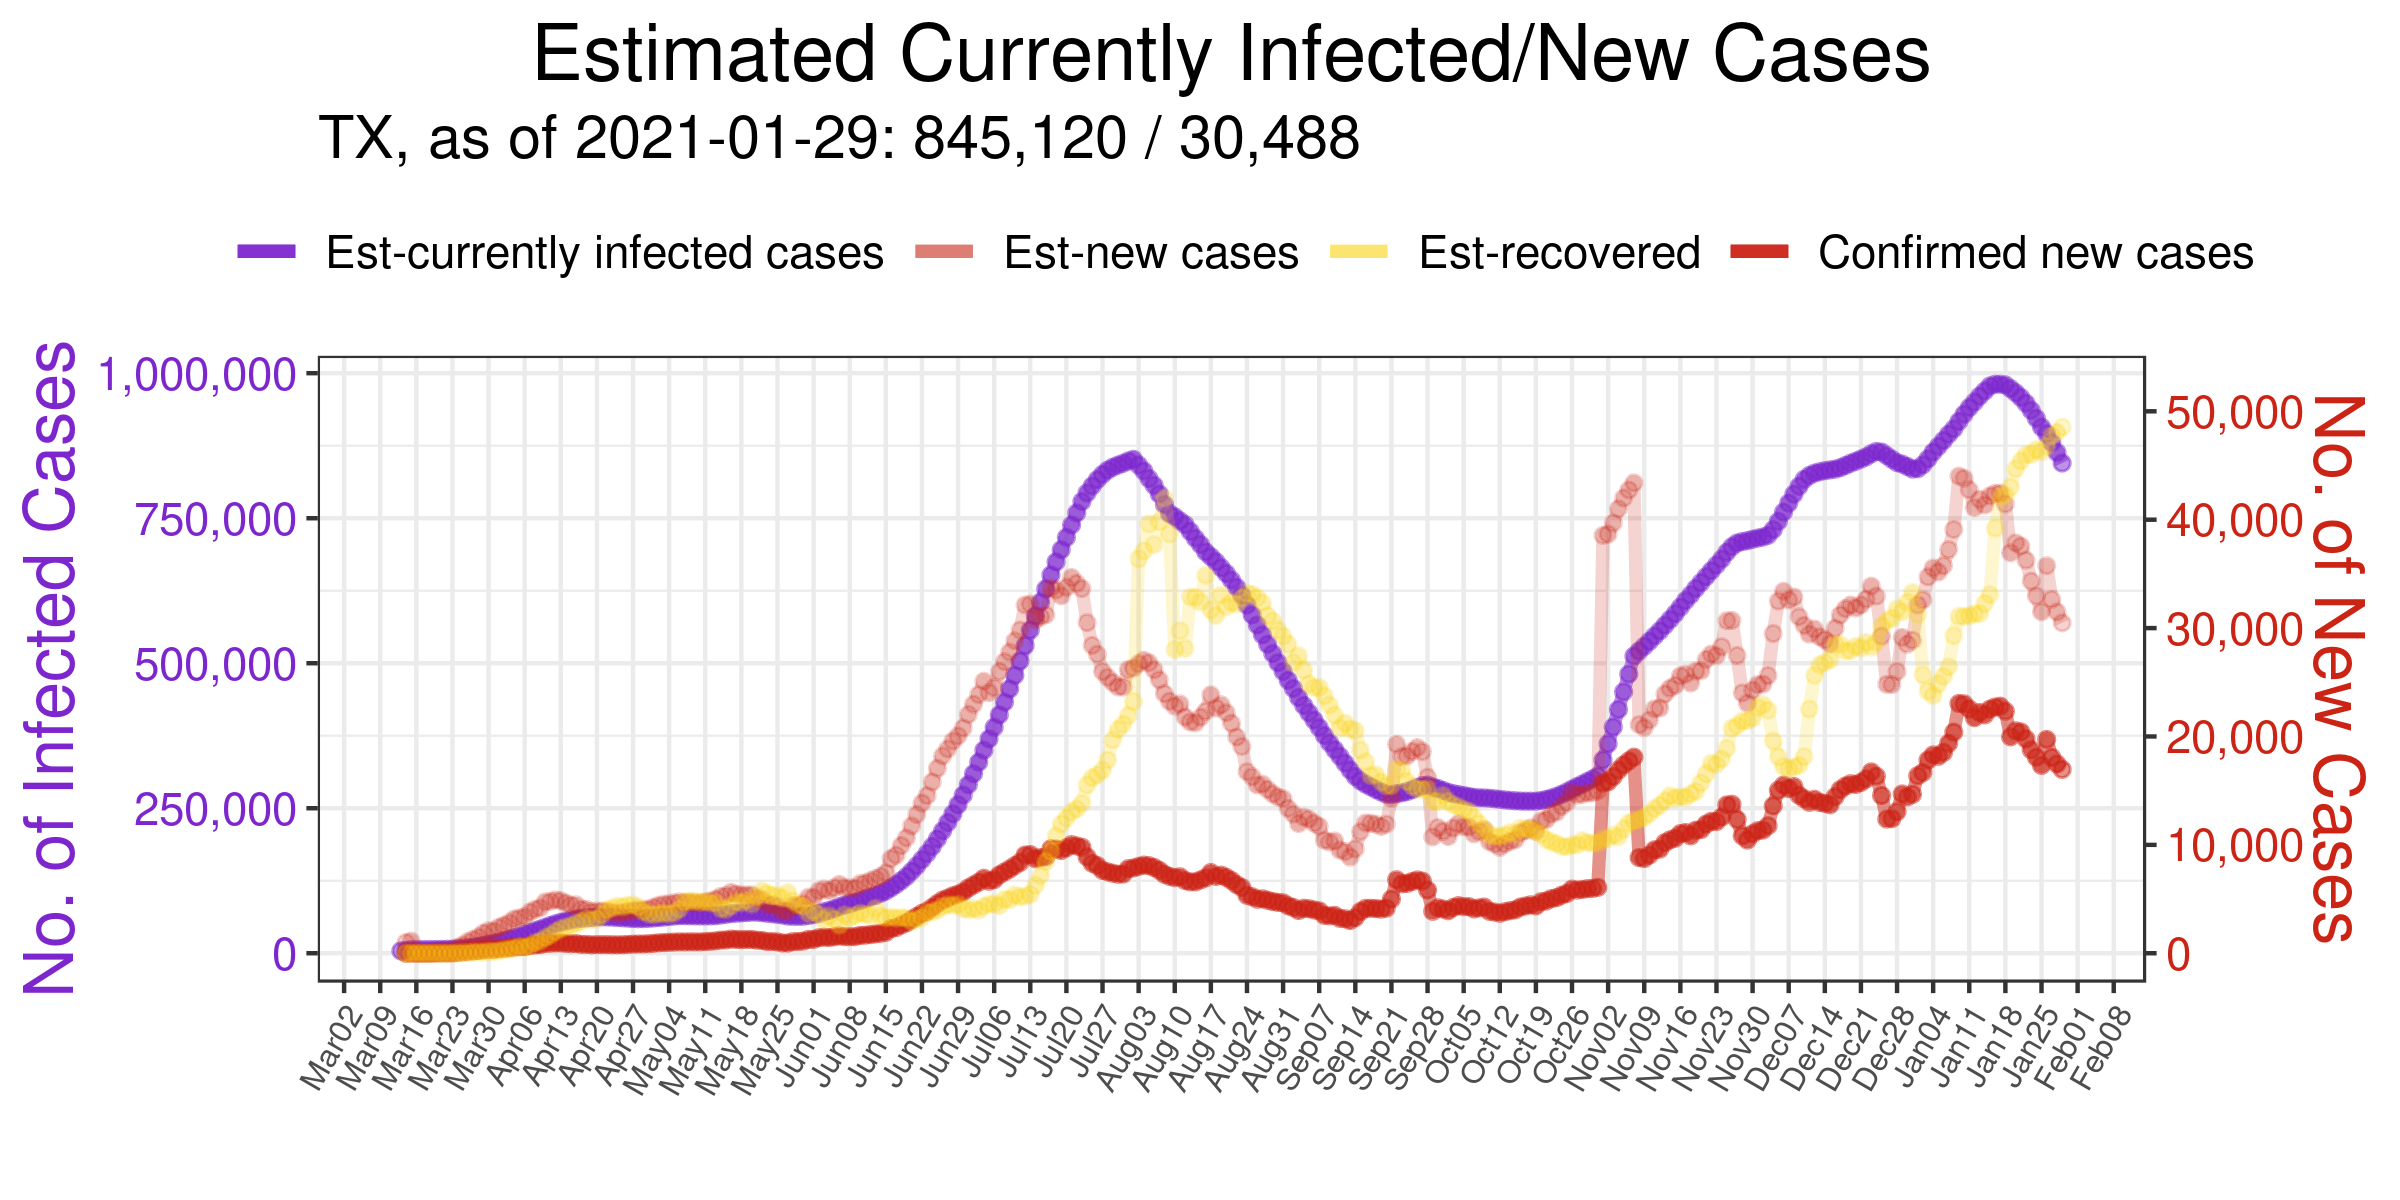 Estimated Currently Infected/New Cases
TX, as of 2021-01-29: 845,120 / 30,488
Est-currently infected cases Est-new cases Est-recovered Confirmed new cases
No. of Infected Cases
1,000,000
750,000
500,000
250,000
0
50,000
40,000
30,000
20,000
10,000
0
No. of New Cases
Mar02 Mar09 Mar16 Mar23 Mar30 Apr06 Apr13 Apr20 Apr27 May04 May11 May18 May25 Jun01 Jun08 Jun15 Jun22 Jun29 Jul06 Jul13 Jul20 Jul27 Aug03 Aug10 Aug17 Aug24 Aug31 Sep07 Sep14 Sep21 Sep28 Oct05 Oct12 Oct19 Oct26 Nov02 Nov09 Nov16 Nov23 Nov30 Dec07 Dec14 Dec21 Dec28 Jan04 Jan11 Jan18 Jan25 Feb01 Feb08